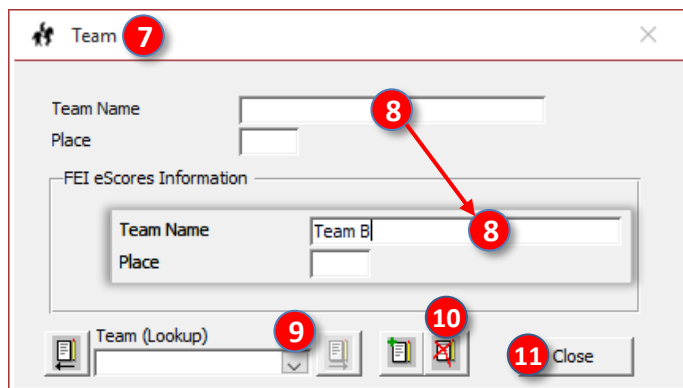 Team 7
Team Name 8
Place
FEI eScores Information
Team Name Team B 8
Place
9 10
Team (Lookup)
11 Close